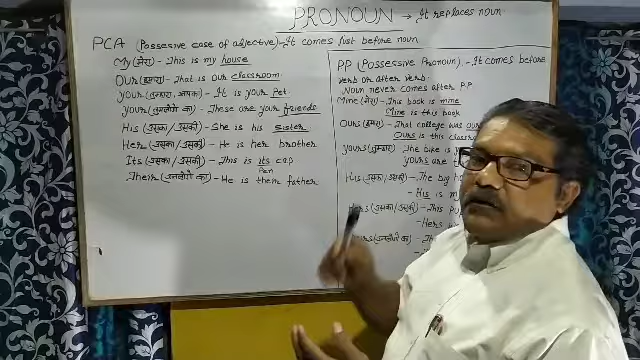 PRONOUN → It replaces noun.
PCA (Possessive case of adjective) - It comes just before noun
My (मेरा) - This is my house
Our (हमारा) - That is our classroom
Your (तुम्हारा, आपका) - It is your Pet
Your (तुमलोगों का) - These are your friends
His (उसका/उसकी) - She is his sister
Her (उसका/उसकी) - He is her brother
Its (उसका/उसकी) - This is its cap
Pen
Their (उनलोगों का) - He is them father
PP (Possessive Pronoun) - It comes before
verb or after verb.
Noun never comes after PP
Mine (मेरा) - This book is mine
Mine is this book
Ours (हमारा) - That college was
Ours is this
Yours (तुम्हारा) - The bike is
Yours are
His (उसका/उसकी) - The big
- His is
(उसका/उसकी) - This
- Hers